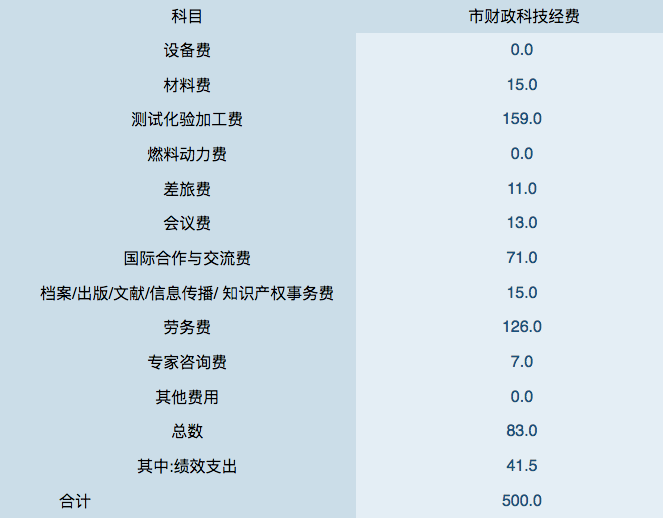 科目 市财政科技经费
设备费 0.0
材料费 15.0
测试化验加工费 159.0
燃料动力费 0.0
差旅费 11.0
会议费 13.0
国际合作与交流费 71.0
档案/出版/文献/信息传播/ 知识产权事务费 15.0
劳务费 126.0
专家咨询费 7.0
其他费用 0.0
总数 83.0
其中:绩效支出 41.5
合计 500.0